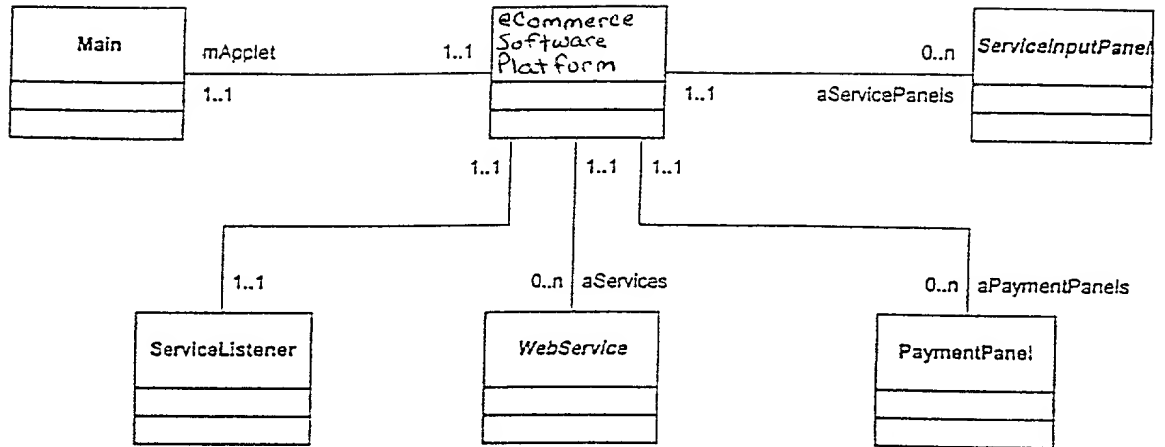 Main
mApplet
1..1
1..1
eCommerce
Software
Platform
1..1
0..n
aServicePanels
ServiceInputPanel
1..1
1..1
1..1
1..1
0..n
aServices
0..n
aPaymentPanels
ServiceListener
WebService
PaymentPanel